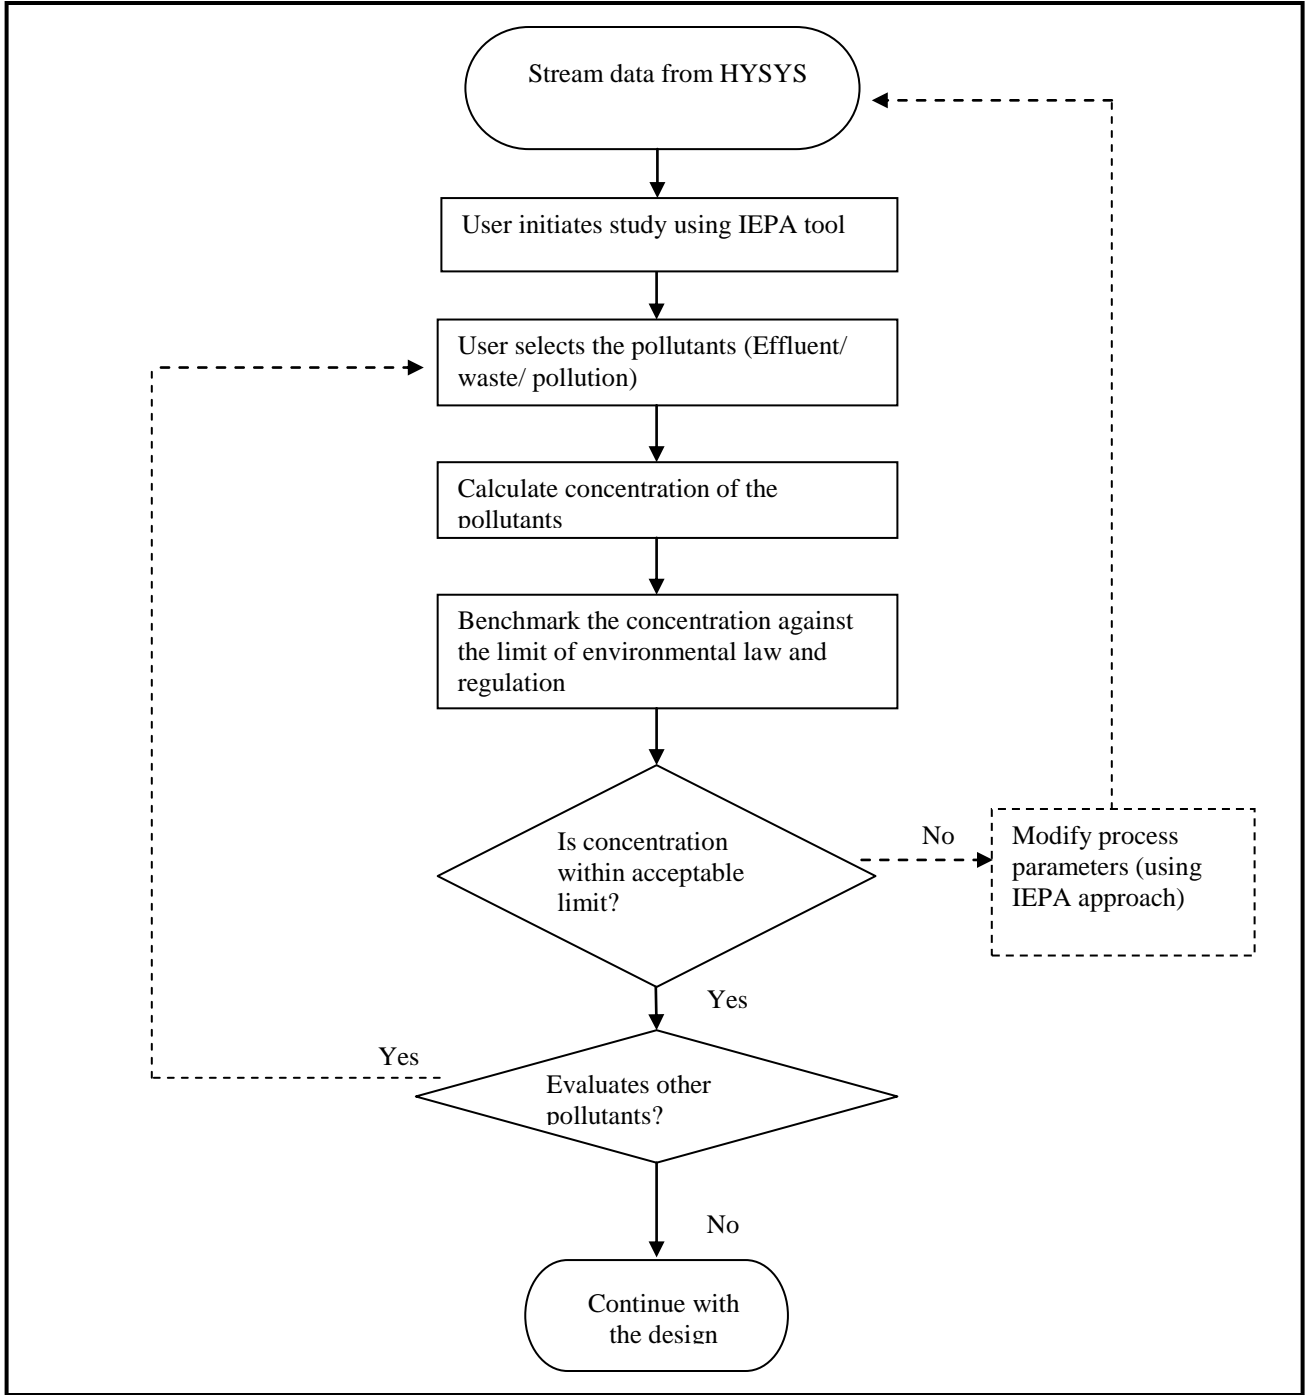 Stream data from HYSYS
User initiates study using IEPA tool
User selects the pollutants (Effluent/
waste/ pollution)
Calculate concentration of the
pollutants
Benchmark the concentration against
the limit of environmental law and
regulation
Is concentration
within acceptable
limit?
No
Modify process
parameters (using
IEPA approach)
Yes
Yes
Evaluates other
pollutants?
No
Continue with
the design